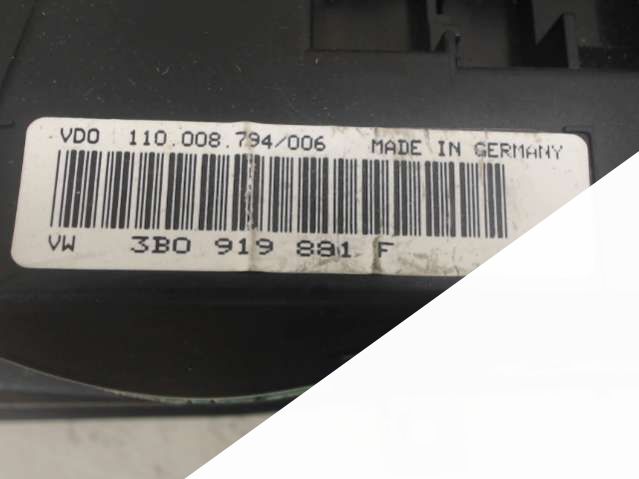 VDO 110.008.794/006 MADE IN GERMANY
VW 3B0 919 881 F